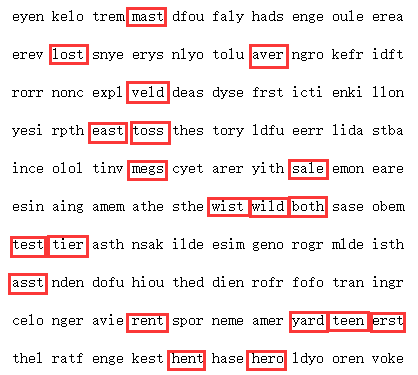 eyen kelo trem mast dfou faly hads enge oule erea
erev lost snye erys nlyo tolu aver ngro kefr idft
rorr nonc expl veld deas dyse frst icti enki llon
yesi rpth east toss thes tory ldfu eerr lida stba
ince olol tinv megs cyet arer yith sale emon eare
esin aing amem athe sthe wist wild both sase obem
test tier asth nsak ilde esim geno rogr mlde isth
asst nden dofu hiou thed dien rofr fofo tran ingr
celo nger avie rent spor neme amer yard teen erst
thel ratf enge kest hent hase hero ldyo oren voke